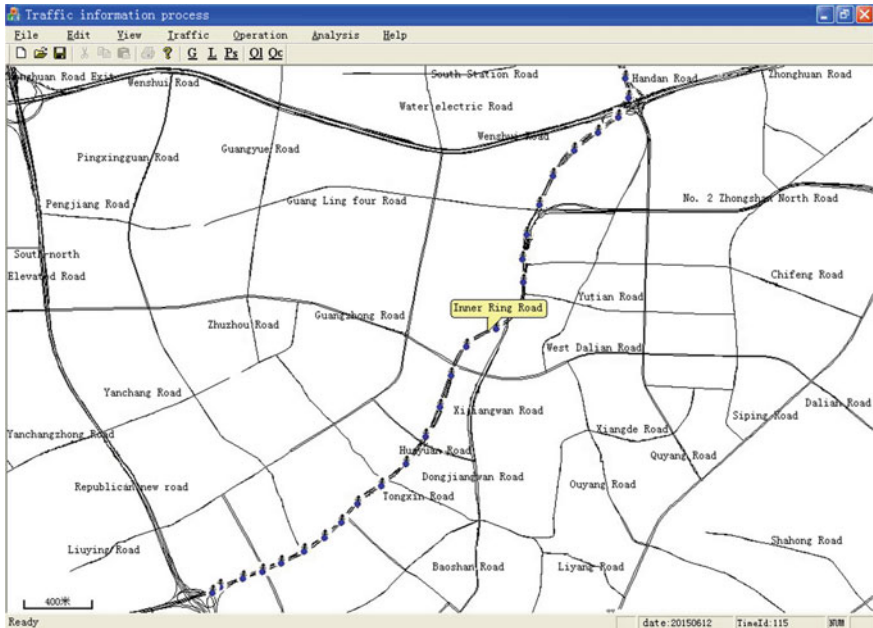 Traffic information process
File Edit View Traffic Operation Analysis Help
G L Ps Ql Qc
Road Exit
Wenshui Road
South Station Road
Handan Road
Zhonghuan Road
Water electric Road
Wenshui Road
Pingxingguan Road
Guangyue Road
Pengjiang Road
Guang Ling four Road
No. 2 Zhongshan North Road
South-north
Elevated Road
Chifeng Road
Inner Ring Road
Yutian Road
Zhuzhou Road
Guangzhong Road
West Dalian Road
Yanchang Road
Dalian Road
Siping Road
Yanchangzhong Road
Xiangde Road
Quyang Road
Republican new road
Dongjiangwan Road
Ouyang Road
Tongxin Road
Liuying Road
Baoshan Road
Liyang Road
Shahong Road
400米
Ready
date:20150612 TimeId:115 NUM